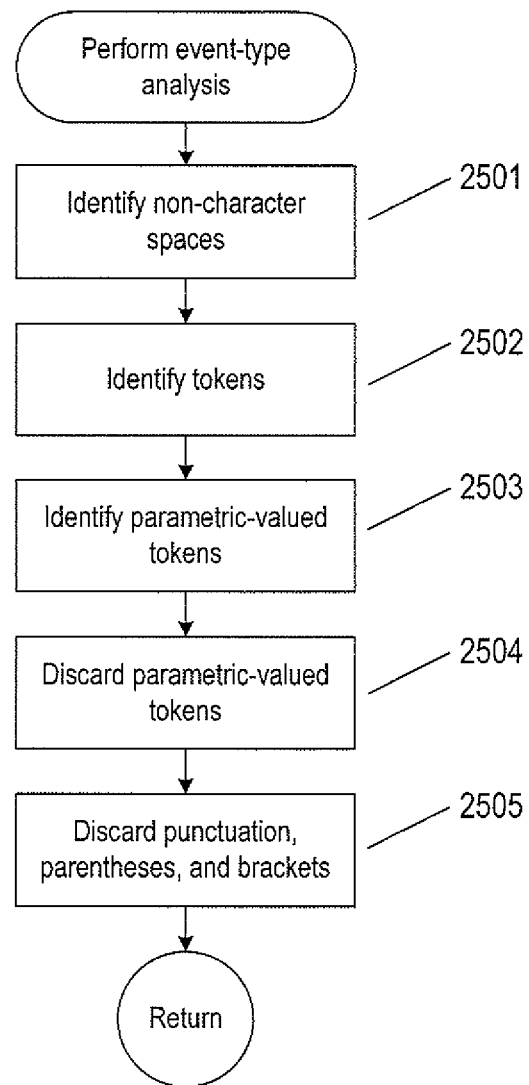 Perform event-type
analysis
2501
Identify non-character
spaces
2502
Identify tokens
2503
Identify parametric-valued
tokens
2504
Discard parametric-valued
tokens
2505
Discard punctuation,
parentheses, and brackets
Return